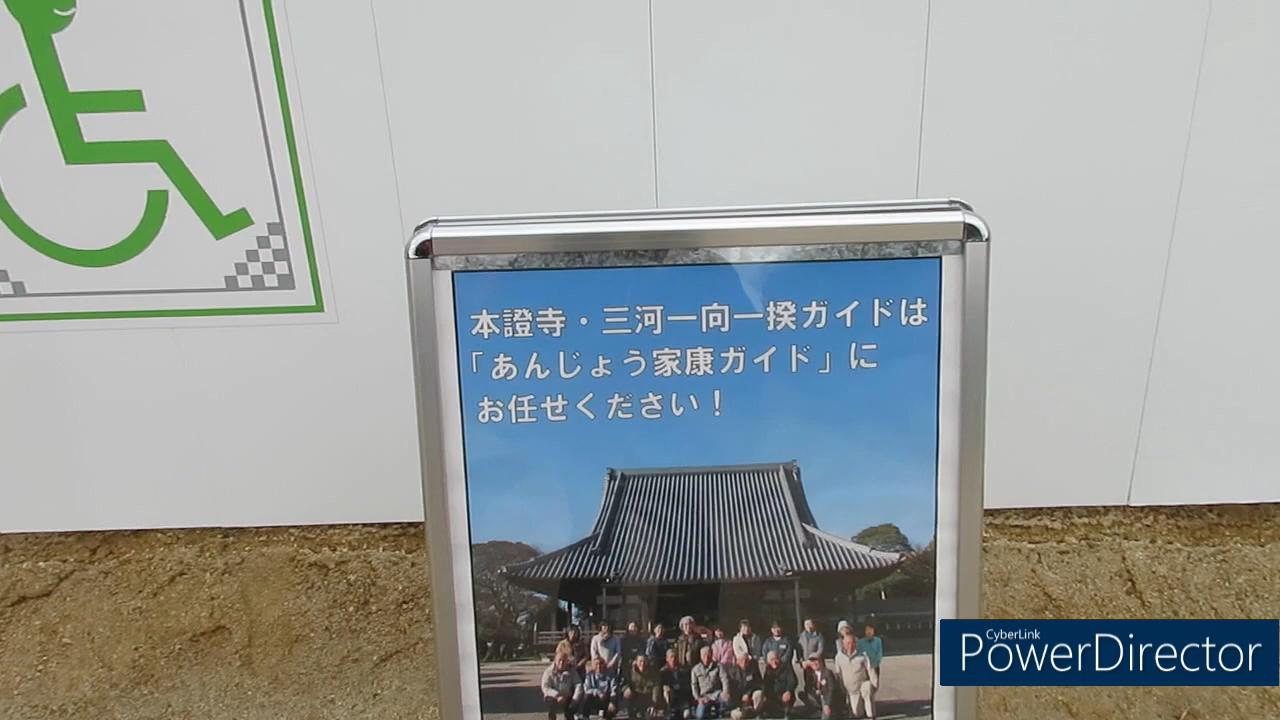 本證寺・三河一向一揆ガイドは
「あんじょう家康ガイド」に
お任せください！
CyberLink
PowerDirector